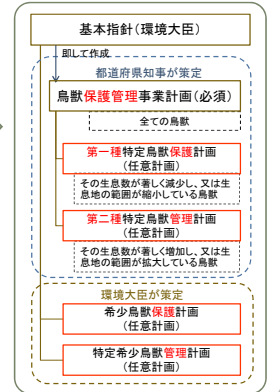 基本指針（環境大臣）
即して作成
都道府県知事が策定
鳥獣保護管理事業計画（必須）
全ての鳥獣
第一種特定鳥獣保護計画
（任意計画）
その生息数が著しく減少し、又は生
息地の範囲が縮小している鳥獣
第二種特定鳥獣管理計画
（任意計画）
その生息数が著しく増加し、又は生
息地の範囲が拡大している鳥獣
環境大臣が策定
希少鳥獣保護計画
（任意計画）
特定希少鳥獣管理計画
（任意計画）